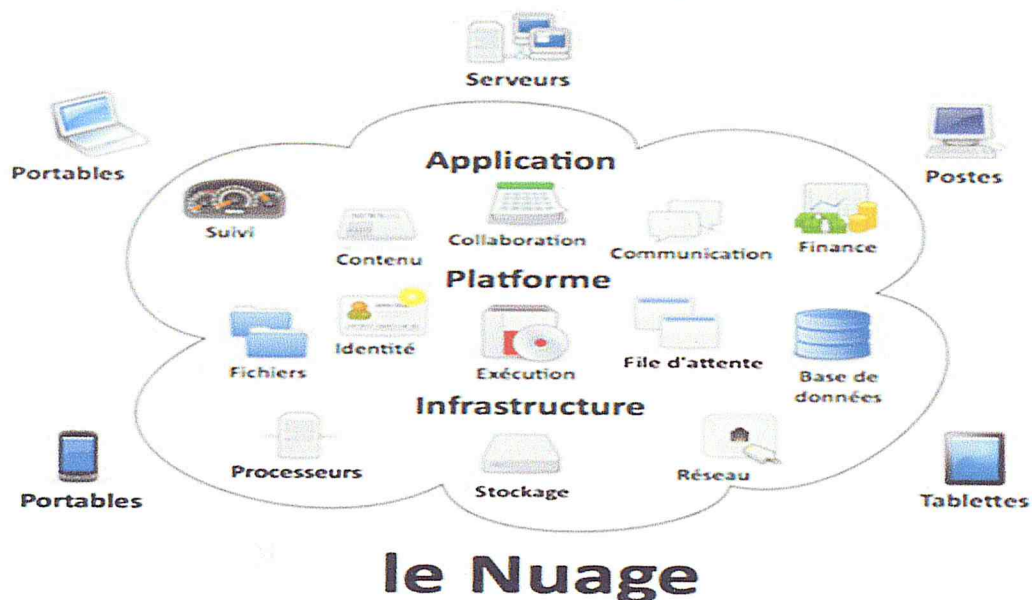 Serveurs
Portables
Postes
Application
Suivi
Contenu
Collaboration
Communication
Finance
Platforme
Fichiers
Identité
Exécution
File d'attente
Base de
données
Infrastructure
Processeurs
Stockage
Réseau
Portables
Tablettes
le Nuage